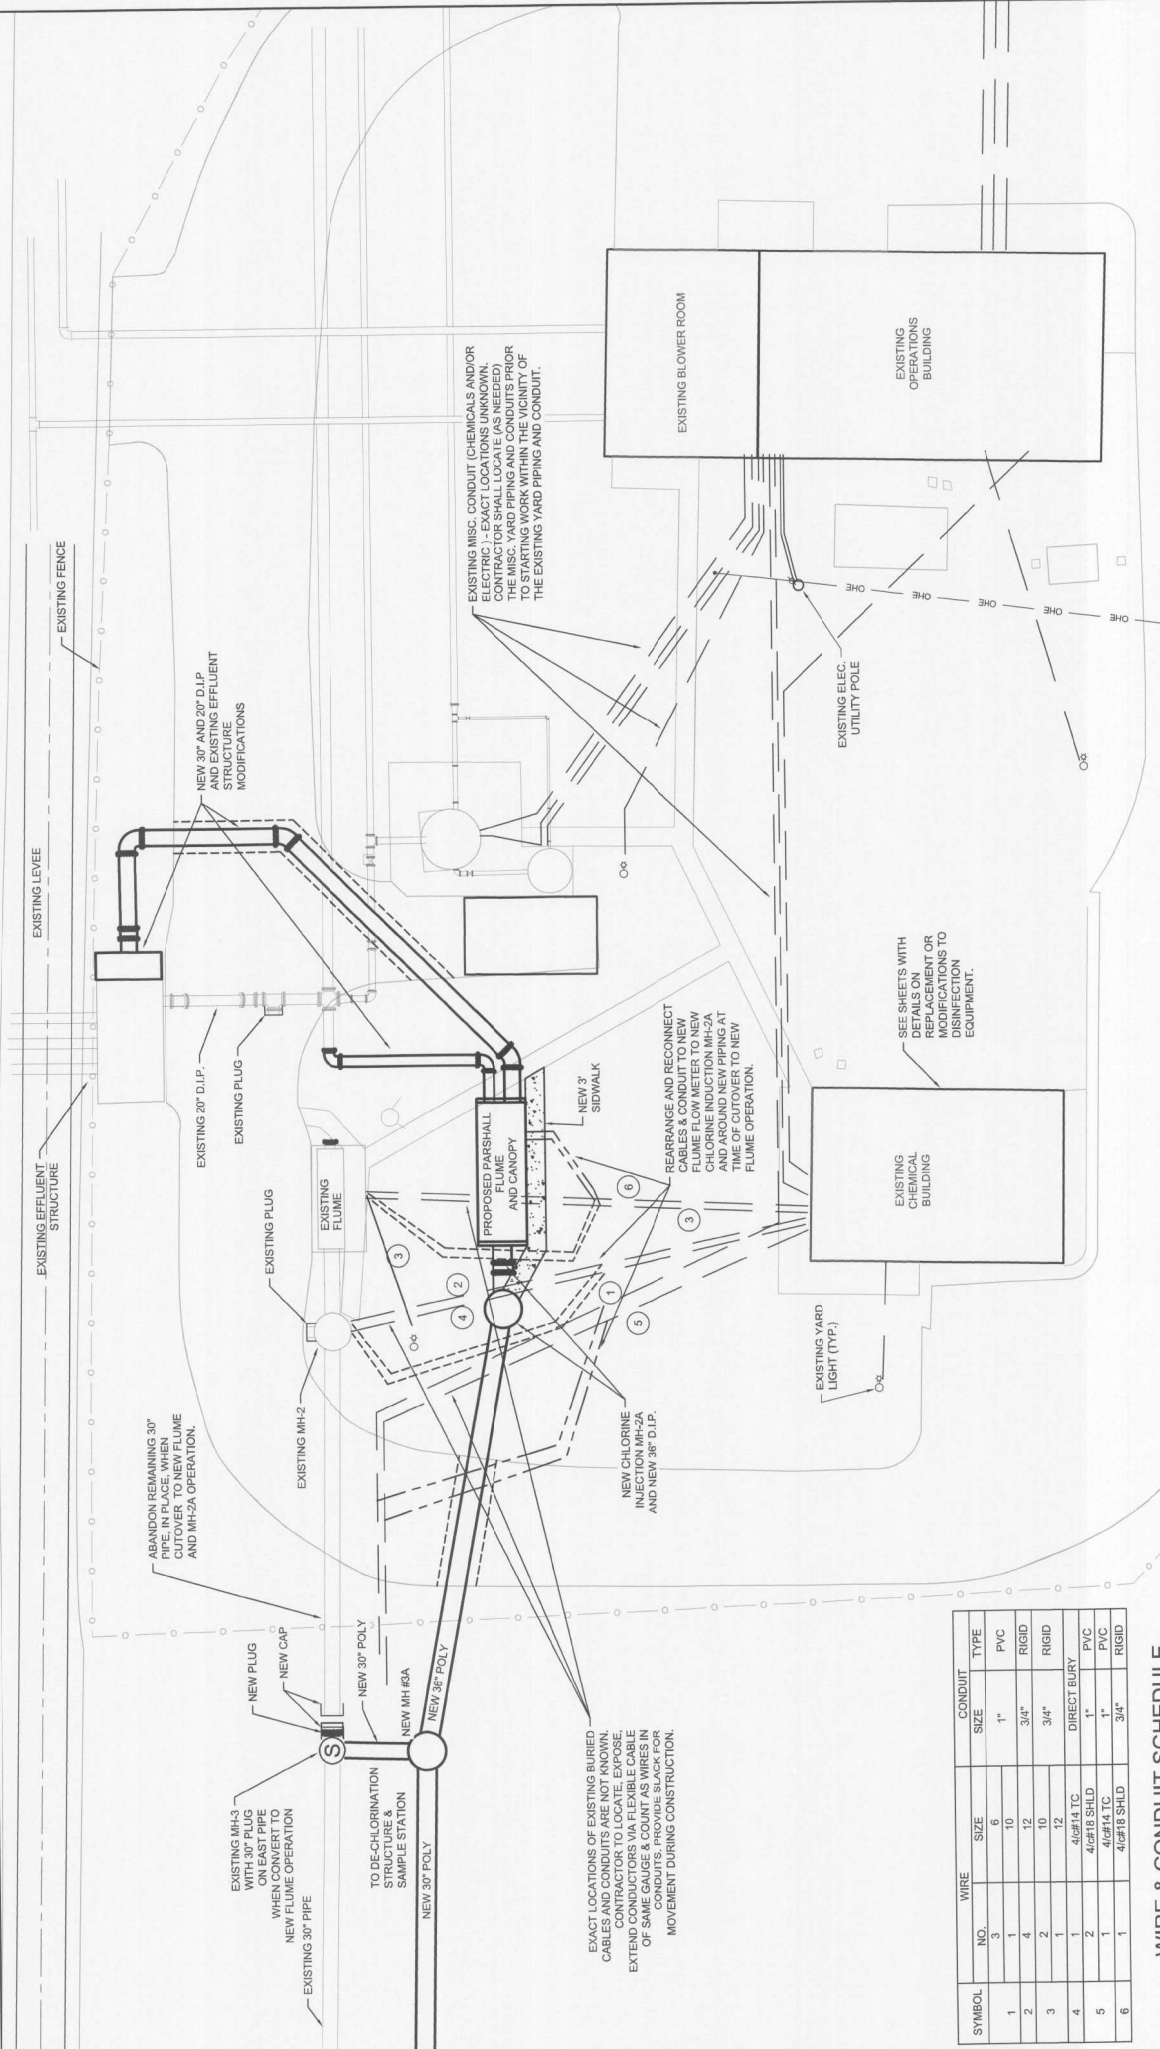 EXISTING LEVEE
EXISTING FENCE
EXISTING EFFLUENT
STRUCTURE
NEW 30" AND 20" D.I.P
AND EXISTING EFFLUENT
STRUCTURE
MODIFICATIONS
EXISTING 20" D.I.P.
EXISTING PLUG
EXISTING PLUG
EXISTING MH-2
ABANDON REMAINING 30"
PIPE, IN PLACE, WHEN
CUTOVER TO NEW FLUME
AND MH-2A OPERATION.
NEW PLUG
NEW CAP
EXISTING MH-3
WITH 30" PLUG
ON EAST PIPE
WHEN CONVERT TO
NEW FLUME OPERATION
S
EXISTING 30" PIPE
NEW 30" POLY
NEW MH #3A
TO DE-CHLORINATION
STRUCTURE &
SAMPLE STATION
NEW 30" POLY
NEW 36" POLY
EXISTING
FLUME
PROPOSED PARSHALL
FLUME
AND CANOPY
NEW 3'
SIDWALK
3
2
4
6
3
1
5
EXISTING MISC. CONDUIT (CHEMICALS AND/OR
ELECTRIC ) - EXACT LOCATIONS UNKNOWN.
CONTRACTOR SHALL LOCATE (AS NEEDED)
THE MISC. YARD PIPING AND CONDUITS PRIOR
TO STARTING WORK WITHIN THE VICINITY OF
THE EXISTING YARD PIPING AND CONDUIT.
EXISTING BLOWER ROOM
EXISTING
OPERATIONS
BUILDING
EXISTING ELEC.
UTILITY POLE
OHE
OHE
OHE
OHE
OHE
REARRANGE AND RECONNECT
CABLES & CONDUIT TO NEW
FLUME FLOW METER TO NEW
CHLORINE INDUCTION MH-2A
AND AROUND NEW PIPING AT
TIME OF CUTOVER TO NEW
FLUME OPERATION.
SEE SHEETS WITH
DETAILS ON
REPLACEMENT OR
MODIFICATIONS TO
DISINFECTION
EQUIPMENT.
EXISTING
CHEMICAL
BUILDING
EXISTING YARD
LIGHT (TYP.)
NEW CHLORINE
INJECTION MH-2A
AND NEW 36" D.I.P.
EXACT LOCATIONS OF EXISTING BURIED
CABLES AND CONDUITS ARE NOT KNOWN.
CONTRACTOR TO LOCATE, EXPOSE,
EXTEND CONDUCTORS VIA FLEXIBLE CABLE
OF SAME GAUGE & COUNT AS WIRES IN
CONDUITS. PROVIDE SLACK FOR
MOVEMENT DURING CONSTRUCTION.
SYMBOL WIRE CONDUIT
NO. SIZE SIZE TYPE
1 3 6 1" PVC
1 10
2 4 12 3/4" RIGID
3 2 10 3/4" RIGID
1 12
4 1 4/c#14 TC DIRECT BURY
5 2 4/c#18 SHLD 1" PVC
1 4/c#14 TC 1" PVC
6 1 4/c#18 SHLD 3/4" RIGID
WIRE & CONDUIT SCHEDULE